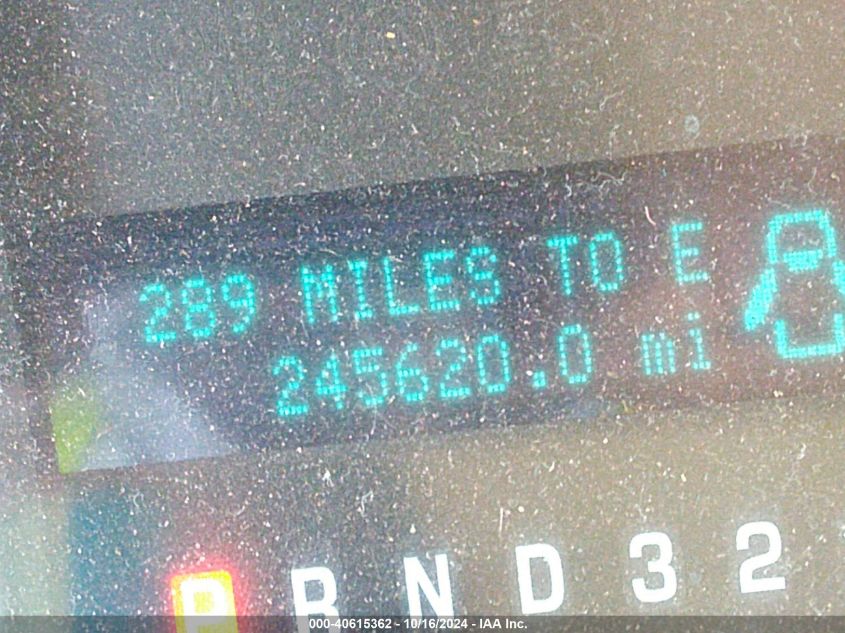 289 MILES TO E
245620.0 mi
P R N D 3 2
000-40615362 - 10/16/2024 - IAA Inc.